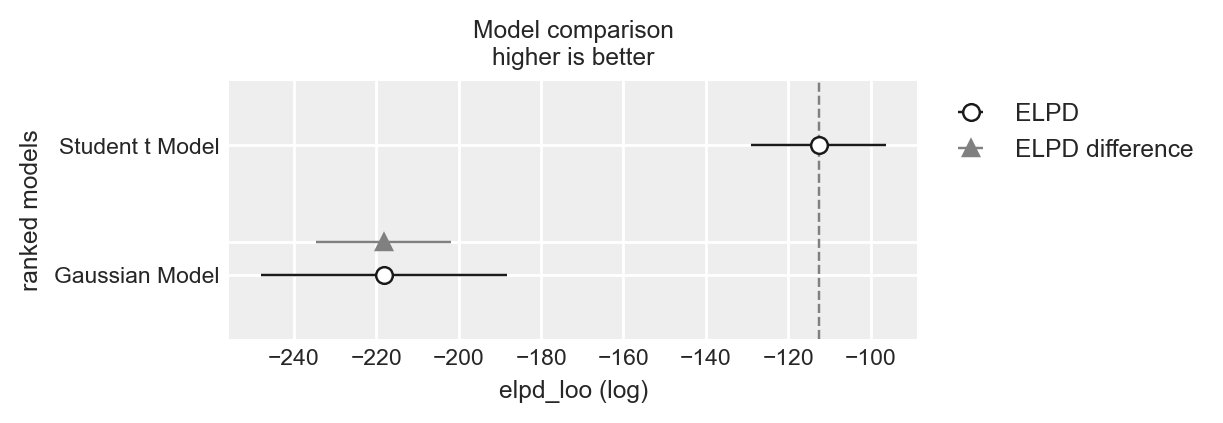 Model comparison
higher is better
ranked models
Student t Model
Gaussian Model
−240 −220 −200 −180 −160 −140 −120 −100
elpd_loo (log)
ELPD
ELPD difference